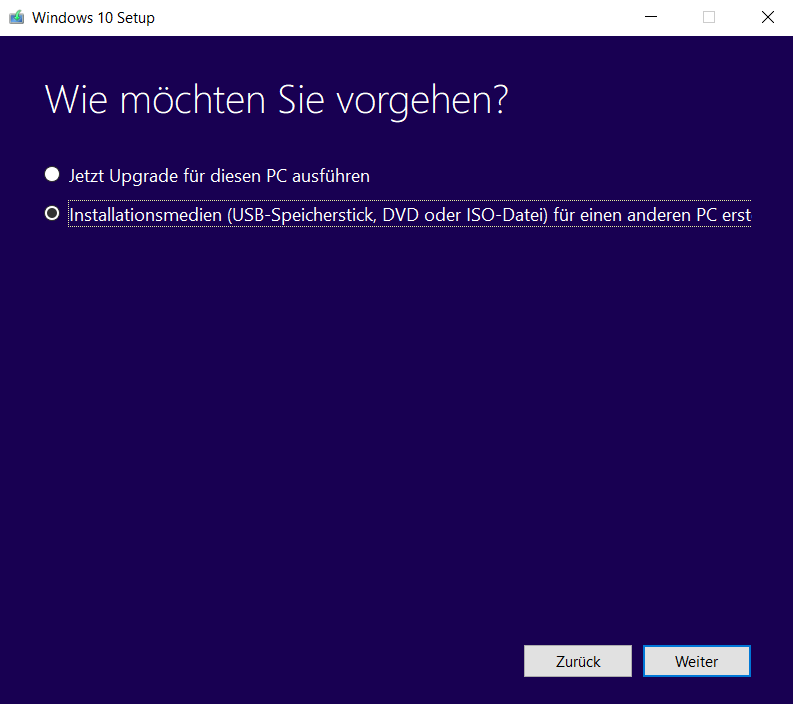 Windows 10 Setup
Wie möchten Sie vorgehen?
Jetzt Upgrade für diesen PC ausführen
Installationsmedien (USB-Speicherstick, DVD oder ISO-Datei) für einen anderen PC erst
Zurück
Weiter